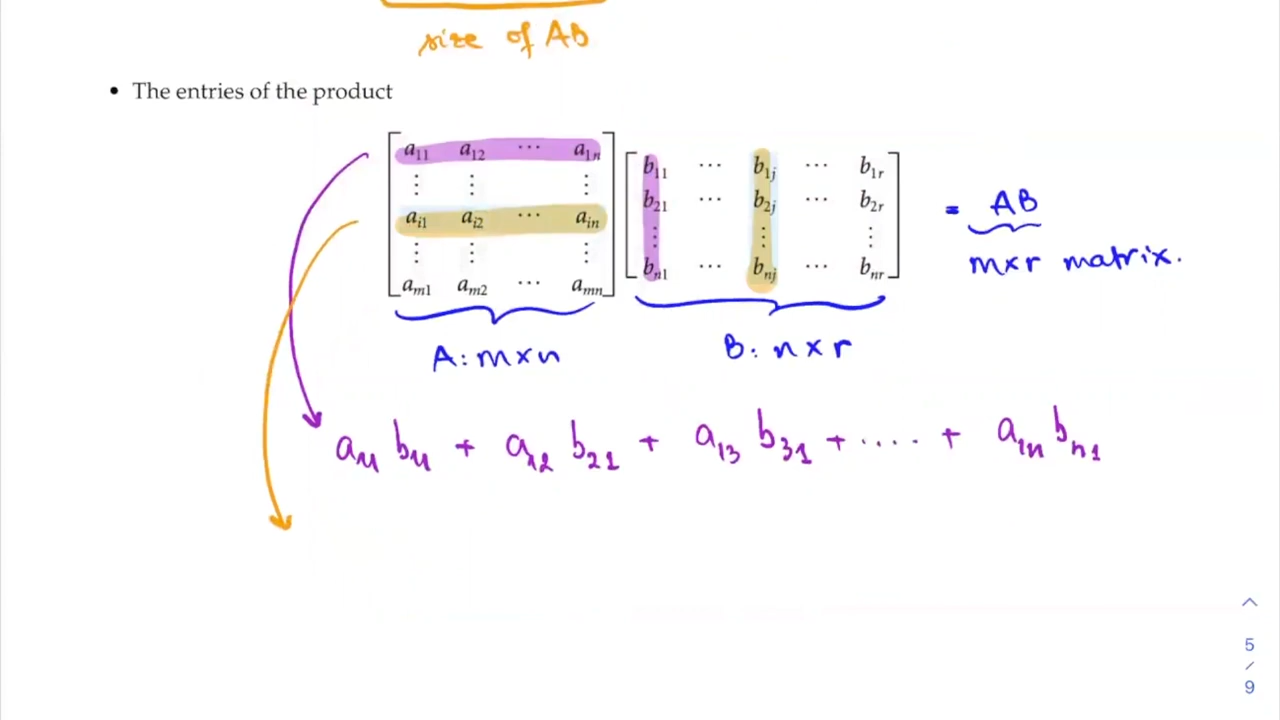 size of AB
• The entries of the product
a11 a12 ⋯ a1n
⋮ ⋮ ⋮
ai1 ai2 ⋯ ain
⋮ ⋮ ⋮
am1 am2 ⋯ amn
b11 ⋯ b1j ⋯ b1r
b21 ⋯ b2j ⋯ b2r
⋮ ⋮ ⋮
bn1 ⋯ bnj ⋯ bnr
= AB
m×r matrix.
A: m×n
B: n×r
a11 b11 + a12 b21 + a13 b31 + ..... + a1n bn1
5
/
9